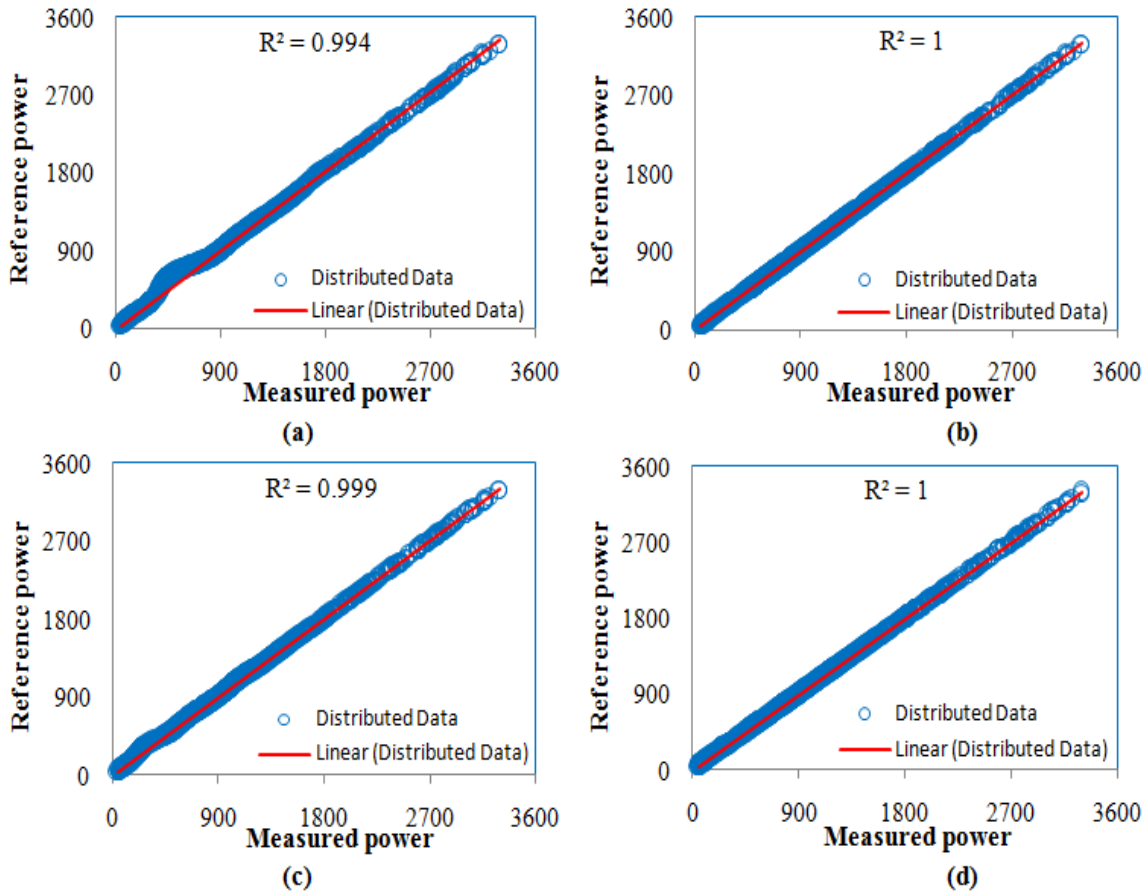 3600
R² = 0.994
2700
1800
900
0
Reference power
Distributed Data
Linear (Distributed Data)
0 900 1800 2700 3600
Measured power
(a)
3600
R² = 1
2700
1800
900
0
Reference power
Distributed Data
Linear (Distributed Data)
0 900 1800 2700 3600
Measured power
(b)
3600
R² = 0.999
2700
1800
900
0
Reference power
Distributed Data
Linear (Distributed Data)
0 900 1800 2700 3600
Measured power
(c)
3600
R² = 1
2700
1800
900
0
Reference power
Distributed Data
Linear (Distributed Data)
0 900 1800 2700 3600
Measured power
(d)